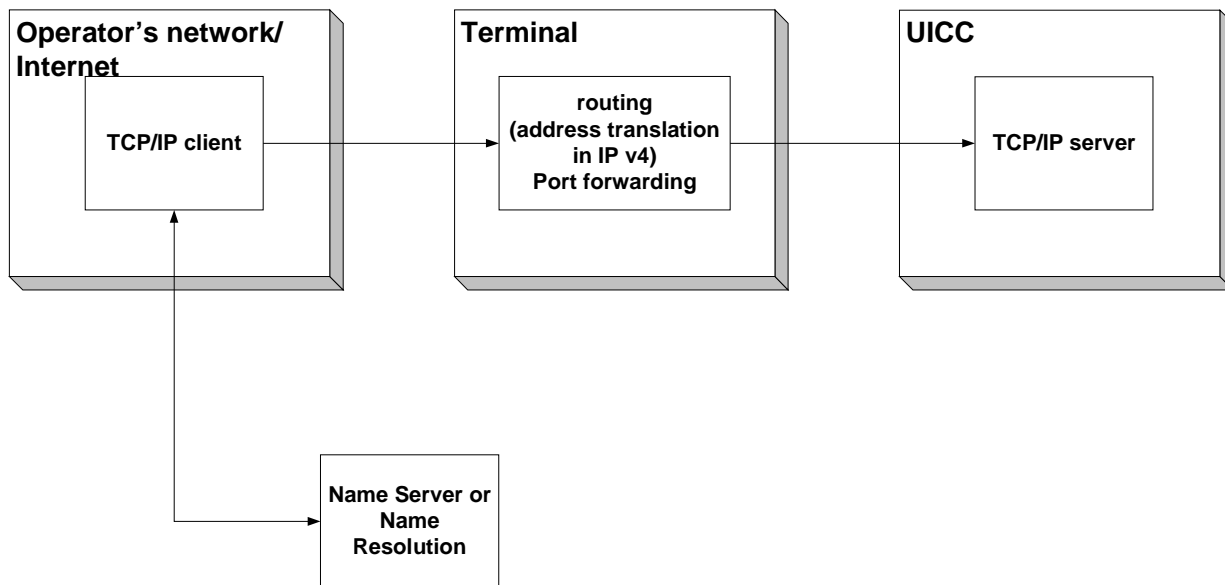 Operator's network/
Internet
TCP/IP client
Terminal
routing
(address translation
in IP v4)
Port forwarding
UICC
TCP/IP server
Name Server or
Name
Resolution